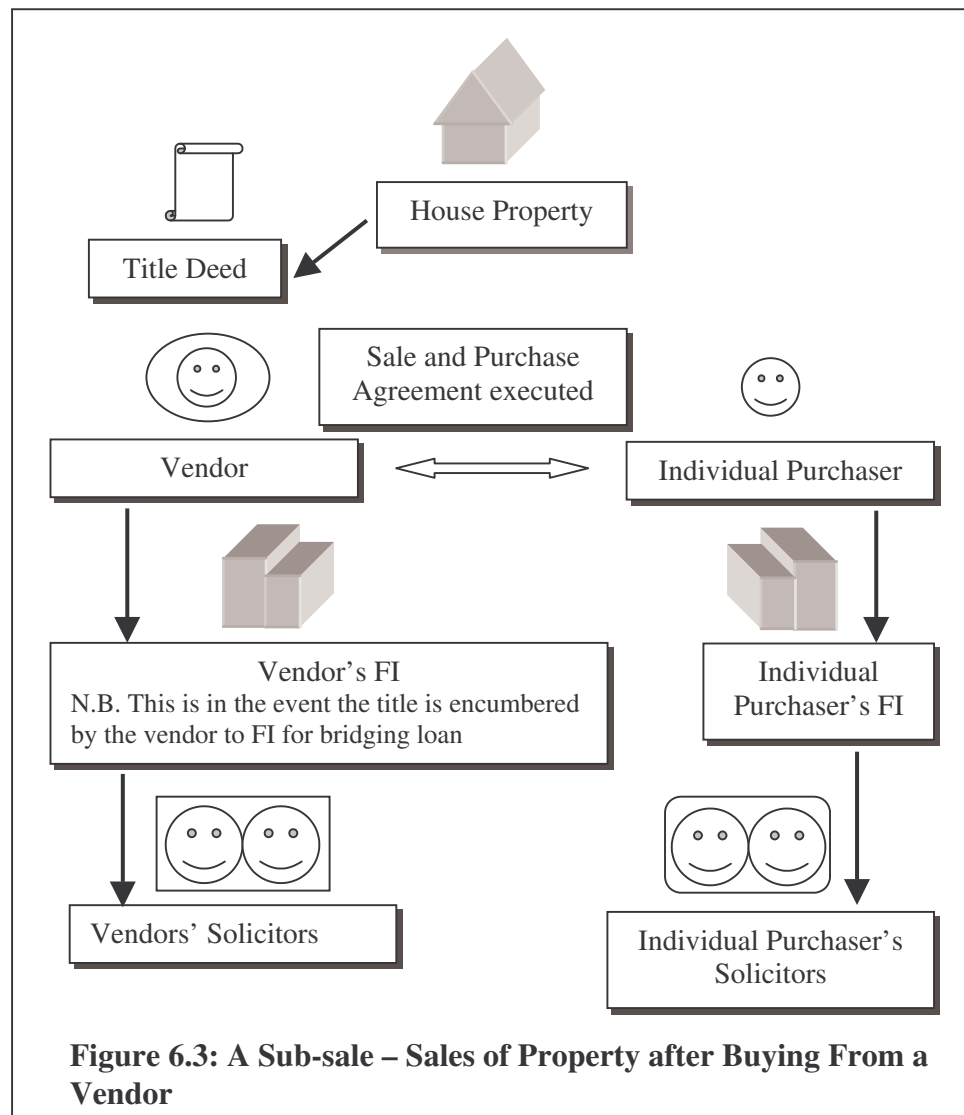 House Property
Title Deed
Sale and Purchase
Agreement executed
Vendor
Individual Purchaser
Vendor’s FI
N.B. This is in the event the title is encumbered
by the vendor to FI for bridging loan
Individual
Purchaser’s FI
Vendors’ Solicitors
Individual Purchaser’s
Solicitors
Figure 6.3: A Sub-sale – Sales of Property after Buying From a
Vendor